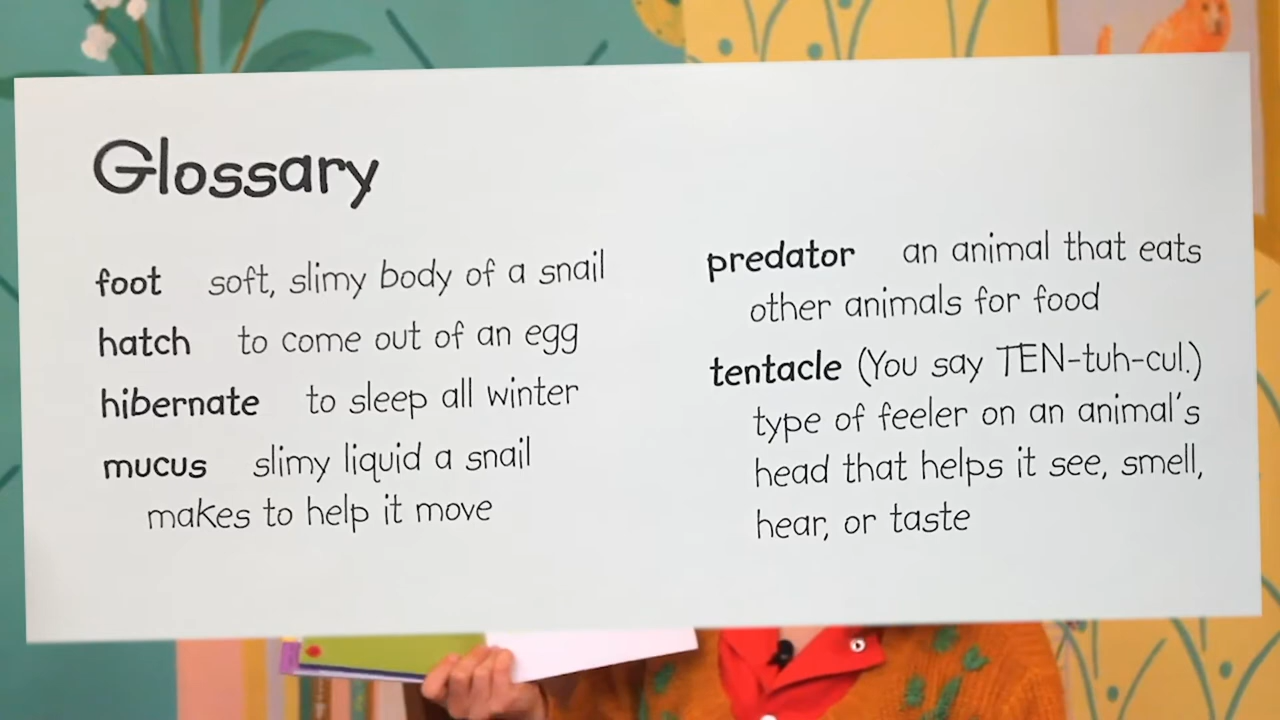 Glossary
foot soft, slimy body of a snail
hatch to come out of an egg
hibernate to sleep all winter
mucus slimy liquid a snail
makes to help it move
predator an animal that eats
other animals for food
tentacle (You say TEN-tuh-cul.)
type of feeler on an animal's
head that helps it see, smell,
hear, or taste